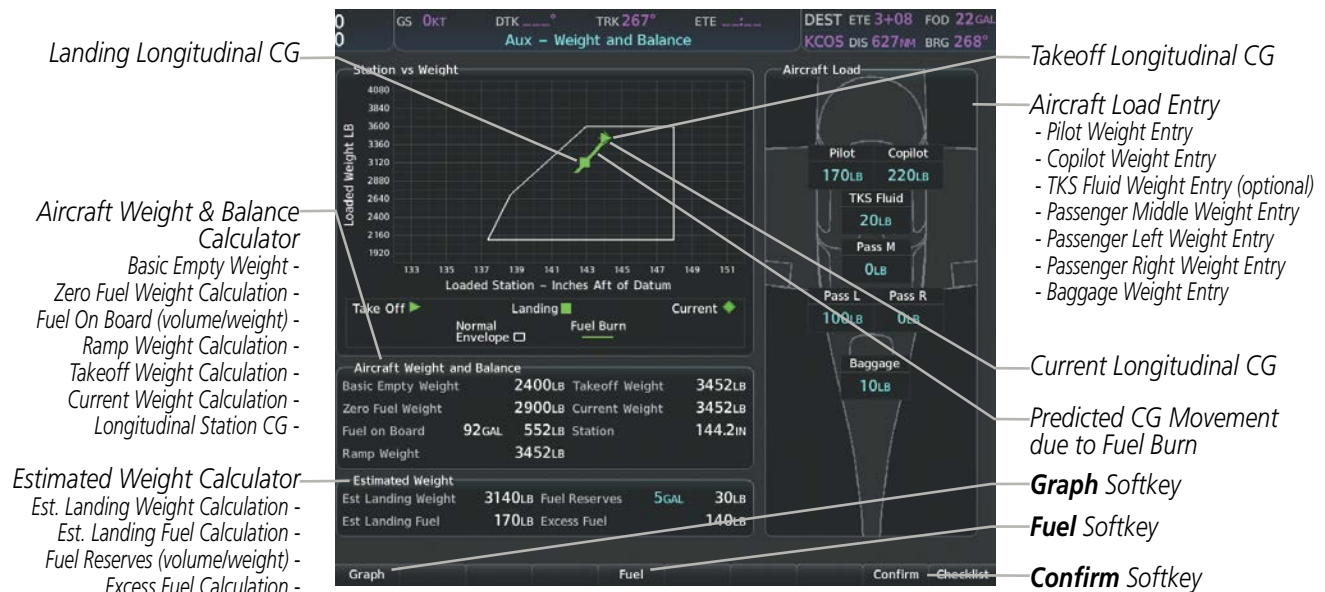 0
0
GS 0KT DTK ___° TRK 267° ETE __:__
Aux – Weight and Balance
DEST ETE 3+08 FOD 22GAL
KCOS DIS 627NM BRG 268°
Landing Longitudinal CG
Aircraft Weight & Balance
Calculator
Basic Empty Weight -
Zero Fuel Weight Calculation -
Fuel On Board (volume/weight) -
Ramp Weight Calculation -
Takeoff Weight Calculation -
Current Weight Calculation -
Longitudinal Station CG -
Estimated Weight Calculator
Est. Landing Weight Calculation -
Est. Landing Fuel Calculation -
Fuel Reserves (volume/weight) -
Excess Fuel Calculation -
Station vs Weight
Loaded Weight LB
4080
3840
3600
3360
3120
2880
2640
2400
2160
1920
133 135 137 139 141 143 145 147 149 151
Loaded Station – Inches Aft of Datum
Take Off Landing Current
Normal Envelope Fuel Burn
Aircraft Weight and Balance
Basic Empty Weight 2400LB Takeoff Weight 3452LB
Zero Fuel Weight 2900LB Current Weight 3452LB
Fuel on Board 92GAL 552LB Station 144.2IN
Ramp Weight 3452LB
Estimated Weight
Est Landing Weight 3140LB Fuel Reserves 5GAL 30LB
Est Landing Fuel 170LB Excess Fuel 140LB
Graph Fuel Confirm Checklist
Aircraft Load
Pilot Copilot
170LB 220LB
TKS Fluid
20LB
Pass M
0LB
Pass L Pass R
100LB 0LB
Baggage
10LB
Takeoff Longitudinal CG
Aircraft Load Entry
- Pilot Weight Entry
- Copilot Weight Entry
- TKS Fluid Weight Entry (optional)
- Passenger Middle Weight Entry
- Passenger Left Weight Entry
- Passenger Right Weight Entry
- Baggage Weight Entry
Current Longitudinal CG
Predicted CG Movement
due to Fuel Burn
Graph Softkey
Fuel Softkey
Confirm Softkey